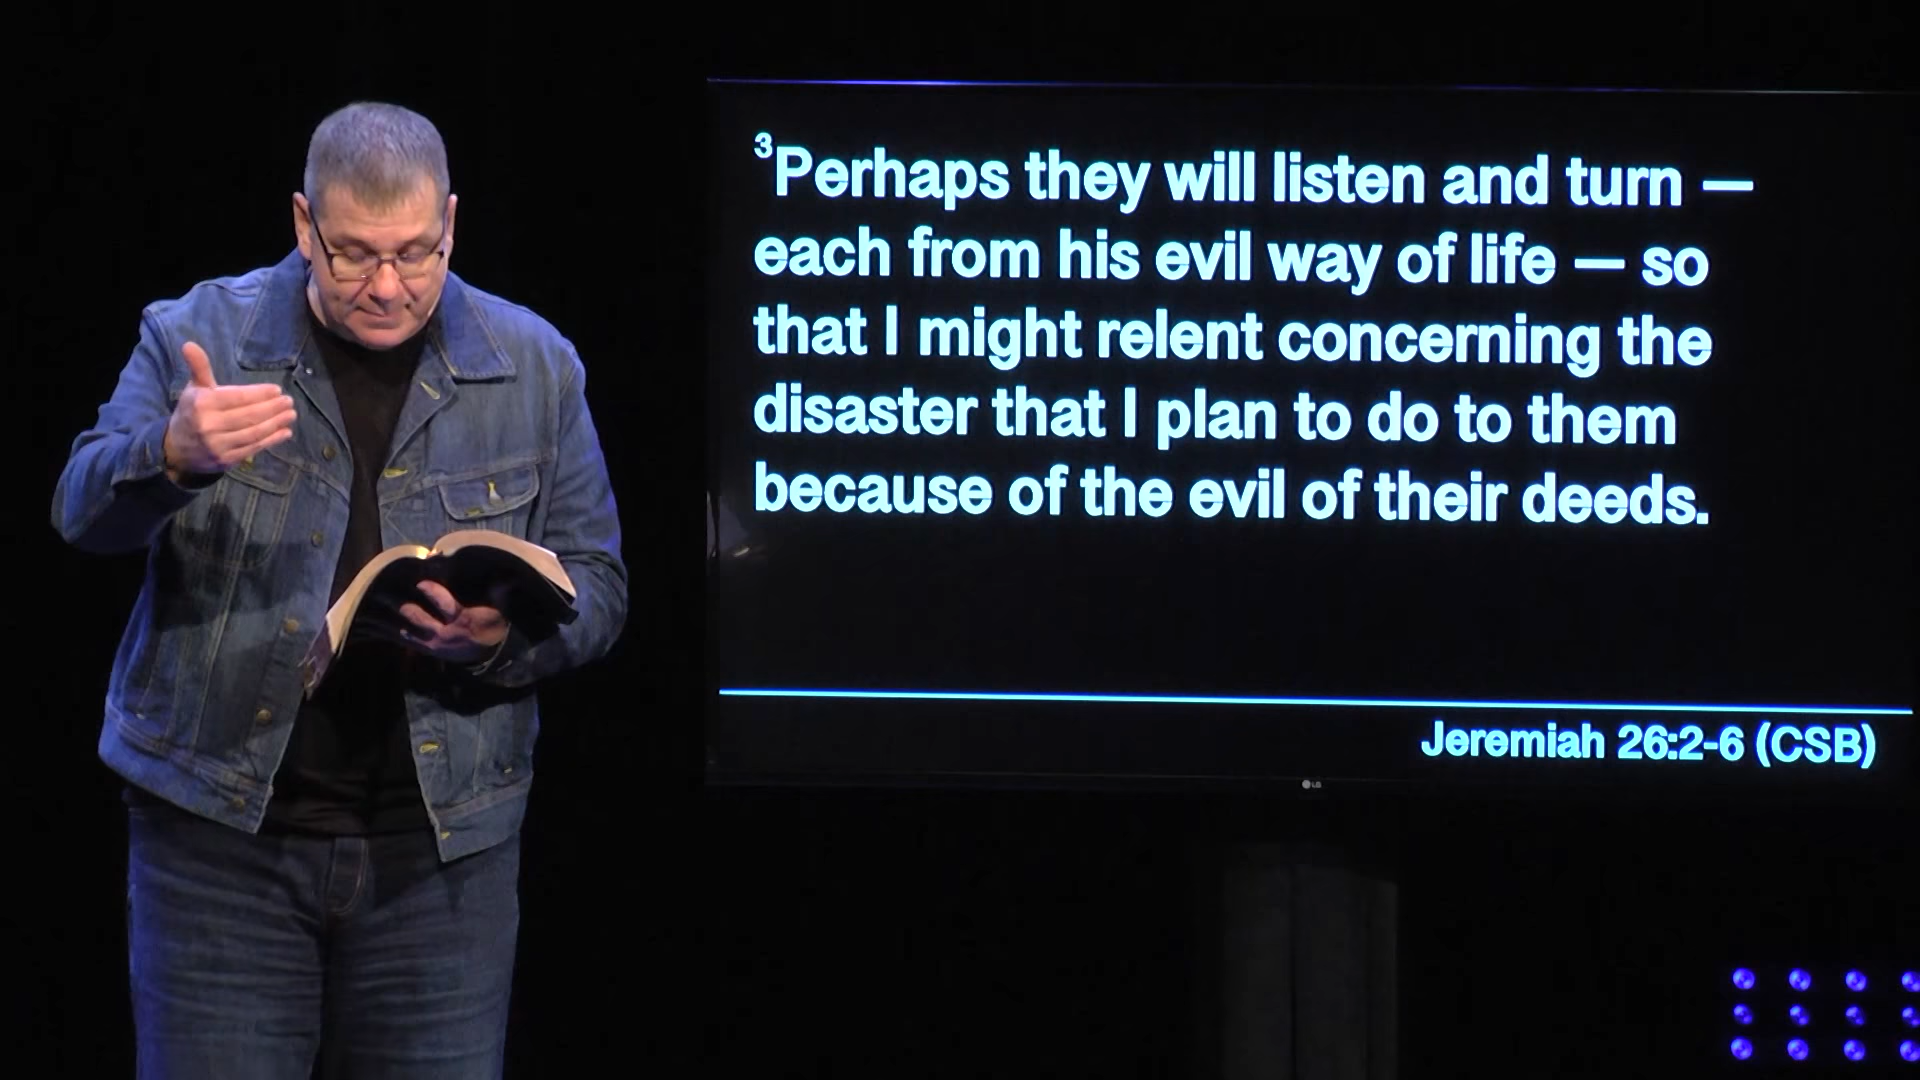 ³Perhaps they will listen and turn —
each from his evil way of life — so
that I might relent concerning the
disaster that I plan to do to them
because of the evil of their deeds.
Jeremiah 26:2-6 (CSB)
LG